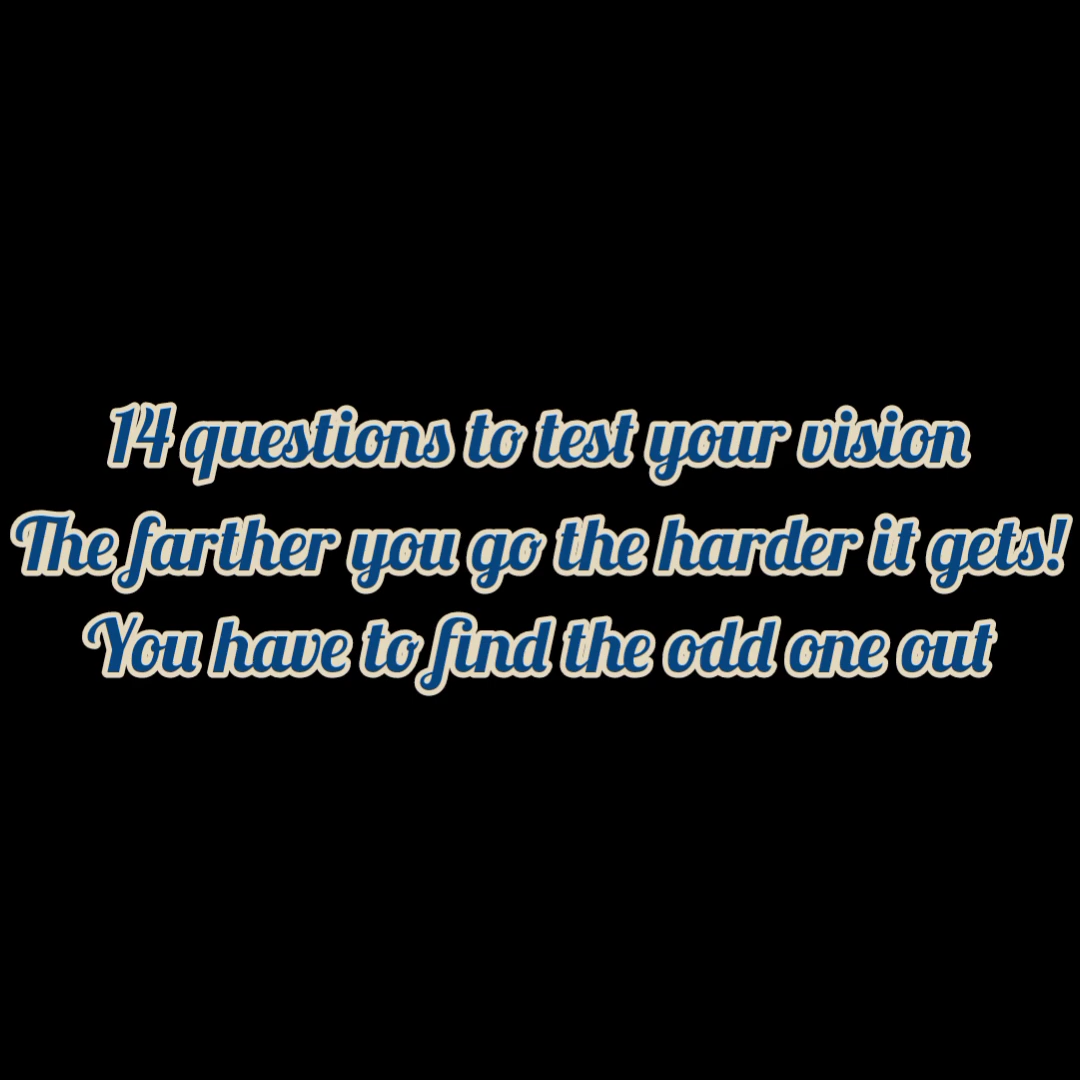 14 questions to test your vision
The farther you go the harder it gets!
You have to find the odd one out